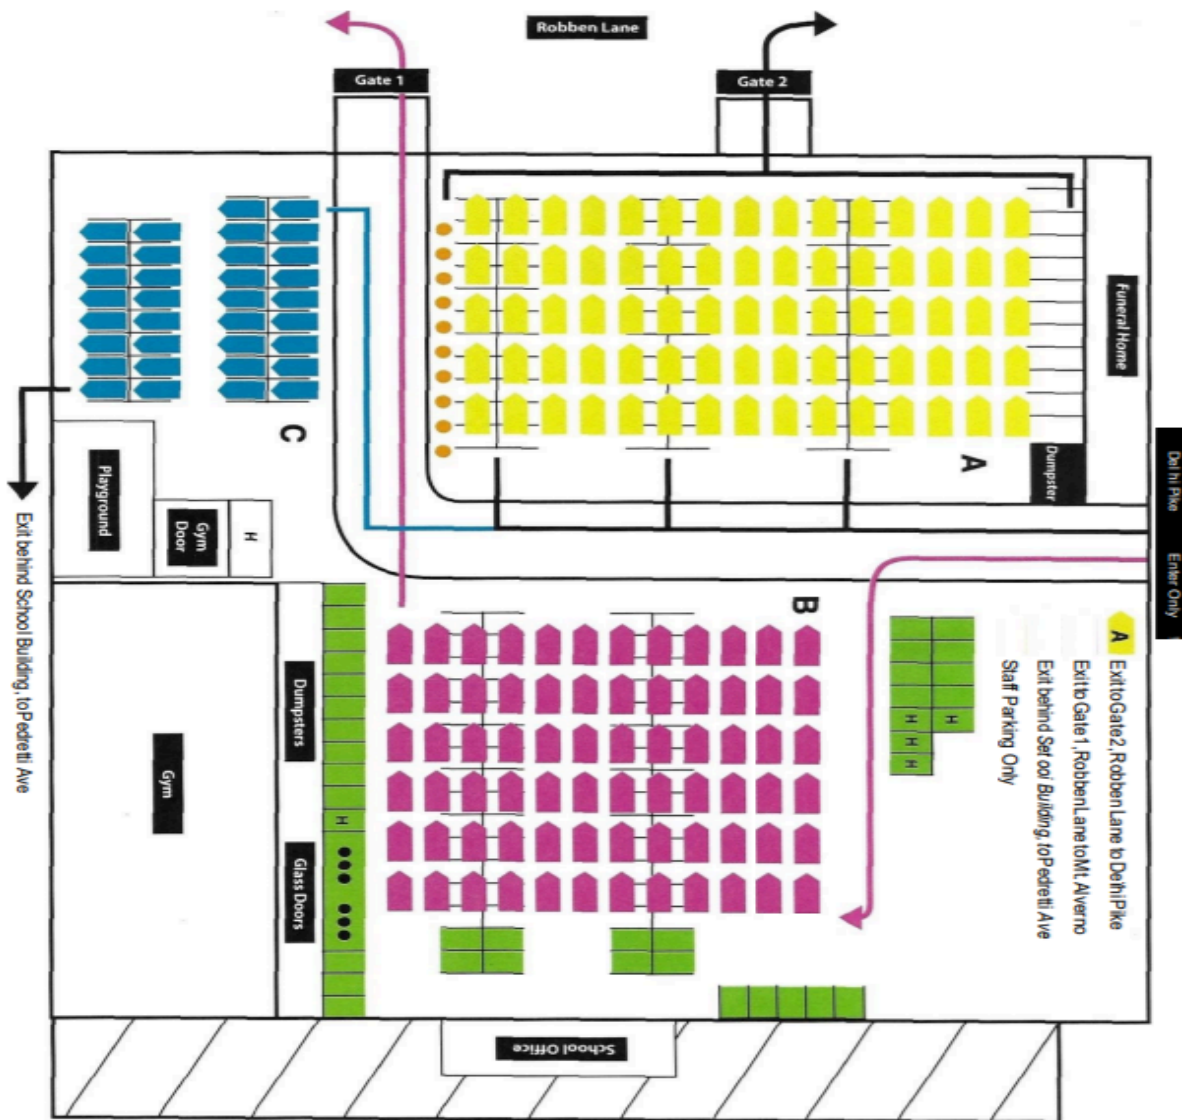 Robben Lane
Gate 1
Gate 2
Funeral Home
Dumpster
A
Delhi Pike Enter Only
C
Playground
Gym
Door
H
Exit behind School Building, to Pedretti Ave
B
A Exit to Gate 2, Robben Lane to Delhi Pike
Exit to Gate 1, Robben Lane to Mt. Alverno
Exit behind Set ooi Building, to Pedretti Ave
Staff Parking Only
H
H
H
H
Dumpsters
Gym
H
Glass Doors
School Office